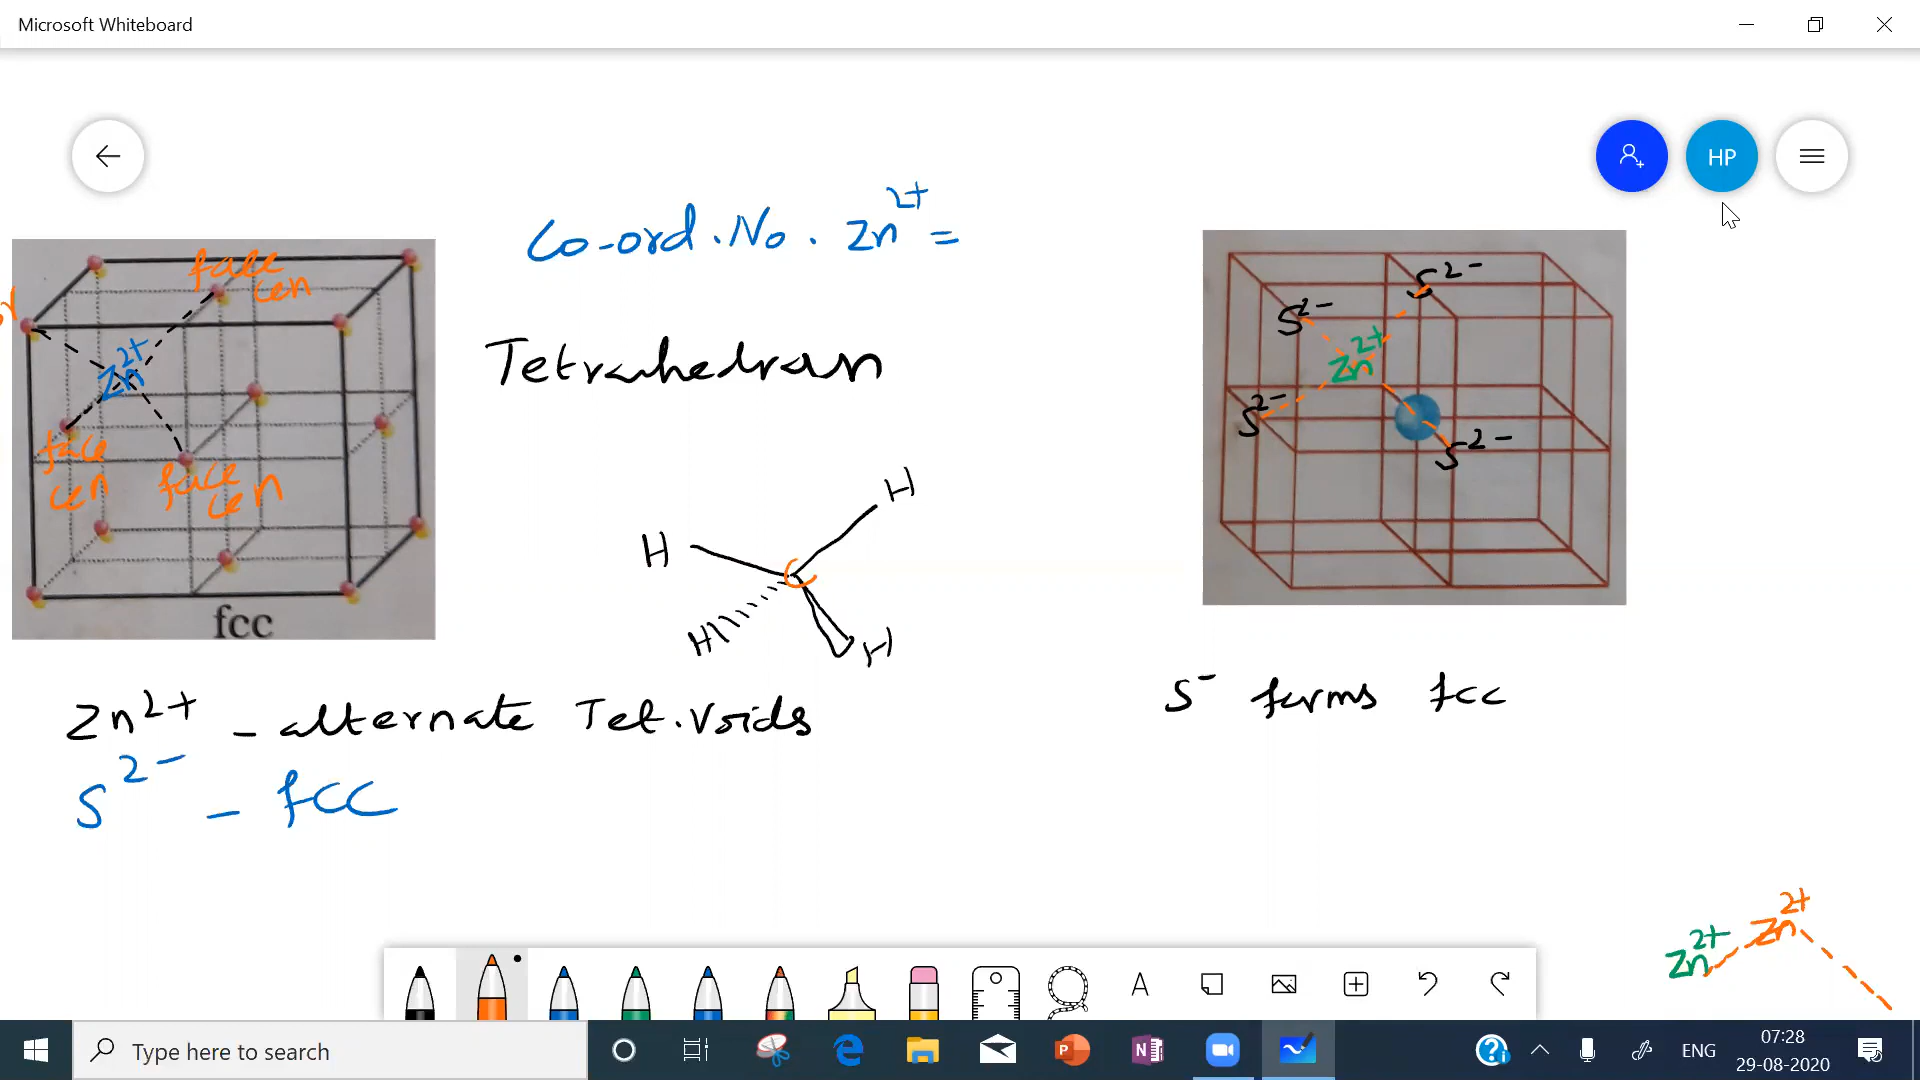 Microsoft Whiteboard
HP
Co-ord. No. Zn2+ =
face
cen
Zn2+
face
cen
face
cen
fcc
Tetrahedran
H
H
C
H
H
S2-
S2-
Zn2+
S2-
S2-
Zn2+ - alternate Tet. Voids
S2- - fcc
S- forms fcc
Zn2+
Zn2+
A
Type here to search
ENG
07:28
29-08-2020